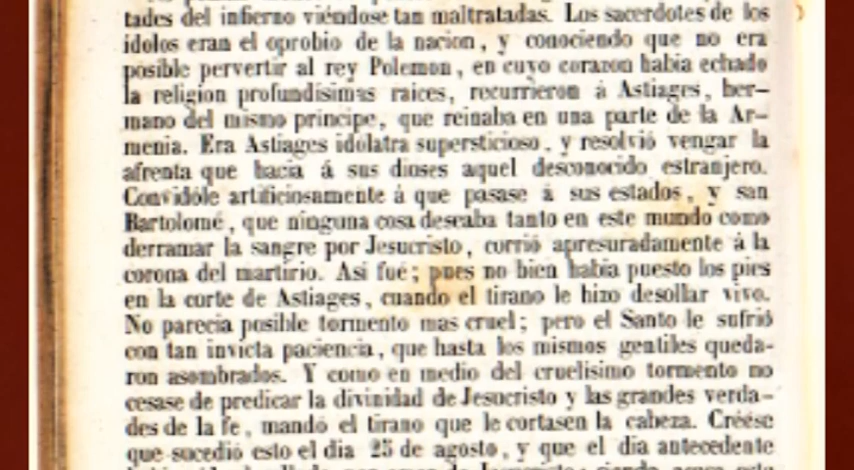 tades del infierno viéndose tan maltratadas. Los sacerdotes de los
ídolos eran el oprobio de la nacion, y conociendo que no era
posible pervertir al rey Polemon, en cuyo corazon habia echado
la religion profundísimas raices, recurrieron á Astiages, her-
mano del mismo príncipe, que reinaba en una parte de la Ar-
menia. Era Astiages idólatra supersticioso, y resolvió vengar la
afrenta que hacia á sus dioses aquel desconocido estranjero.
Convidóle artificiosamente á que pasase á sus estados, y san
Bartolomé, que ninguna cosa deseaba tanto en este mundo como
derramar la sangre por Jesucristo, corrió apresuradamente á la
corona del martirio. Así fué; pues no bien habia puesto los pies
en la corte de Astiages, cuando el tirano le hizo desollar vivo.
No parecia posible tormento mas cruel; pero el Santo le sufrió
con tan invicta paciencia, que hasta los mismos gentiles queda-
ron asombrados. Y como en medio del cruelísimo tormento no
cesase de predicar la divinidad de Jesucristo y las grandes verda-
des de la fe, mandó el tirano que le cortasen la cabeza. Créese
que sucedió esto el dia 25 de agosto, y que el dia antecedente